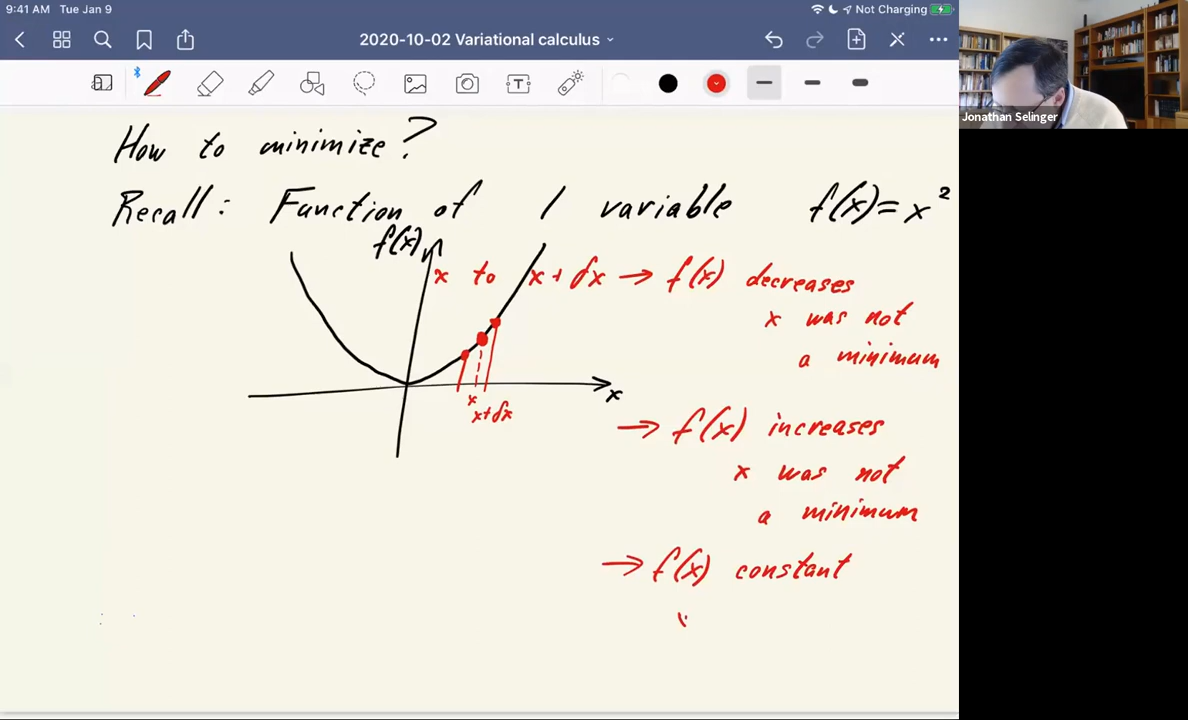 9:41 AM Tue Jan 9
Not Charging
2020-10-02 Variational calculus
Jonathan Selinger
How to minimize?
Recall: Function of 1 variable f(x)=x²
f(x)
x to x+δx → f(x) decreases
x was not
a minimum
x
x
x+δx
→ f(x) increases
x was not
a minimum
→ f(x) constant